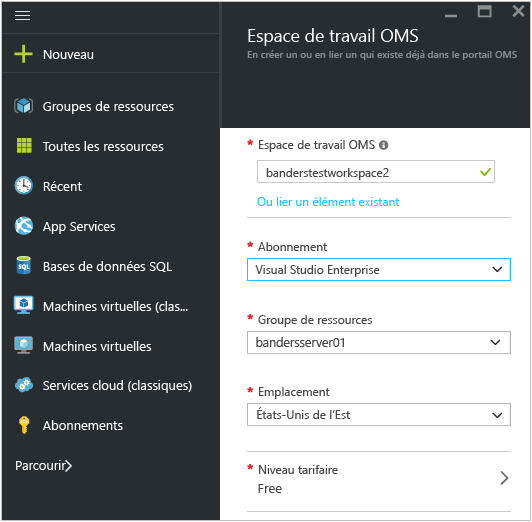 Nouveau
Groupes de ressources
Toutes les ressources
Récent
App Services
SQL
Bases de données SQL
Machines virtuelles (clas...
Machines virtuelles
Services cloud (classiques)
Abonnements
Parcourir
Espace de travail OMS
En créer un ou en lier un qui existe déjà dans le portail OMS
* Espace de travail OMS
banderstestworkspace2
Ou lier un élément existant
* Abonnement
Visual Studio Enterprise
* Groupe de ressources
bandersserver01
* Emplacement
États-Unis de l'Est
* Niveau tarifaire
Free